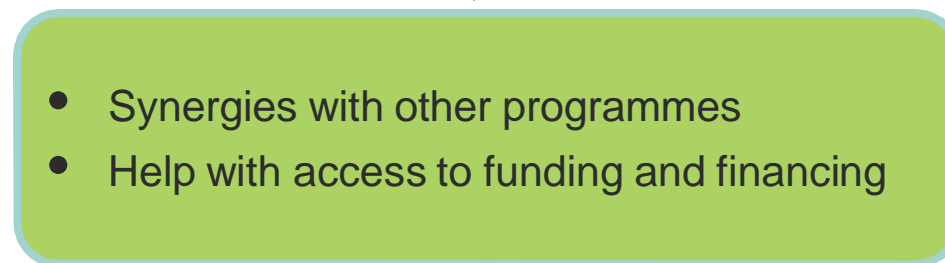 • Synergies with other programmes
• Help with access to funding and financing